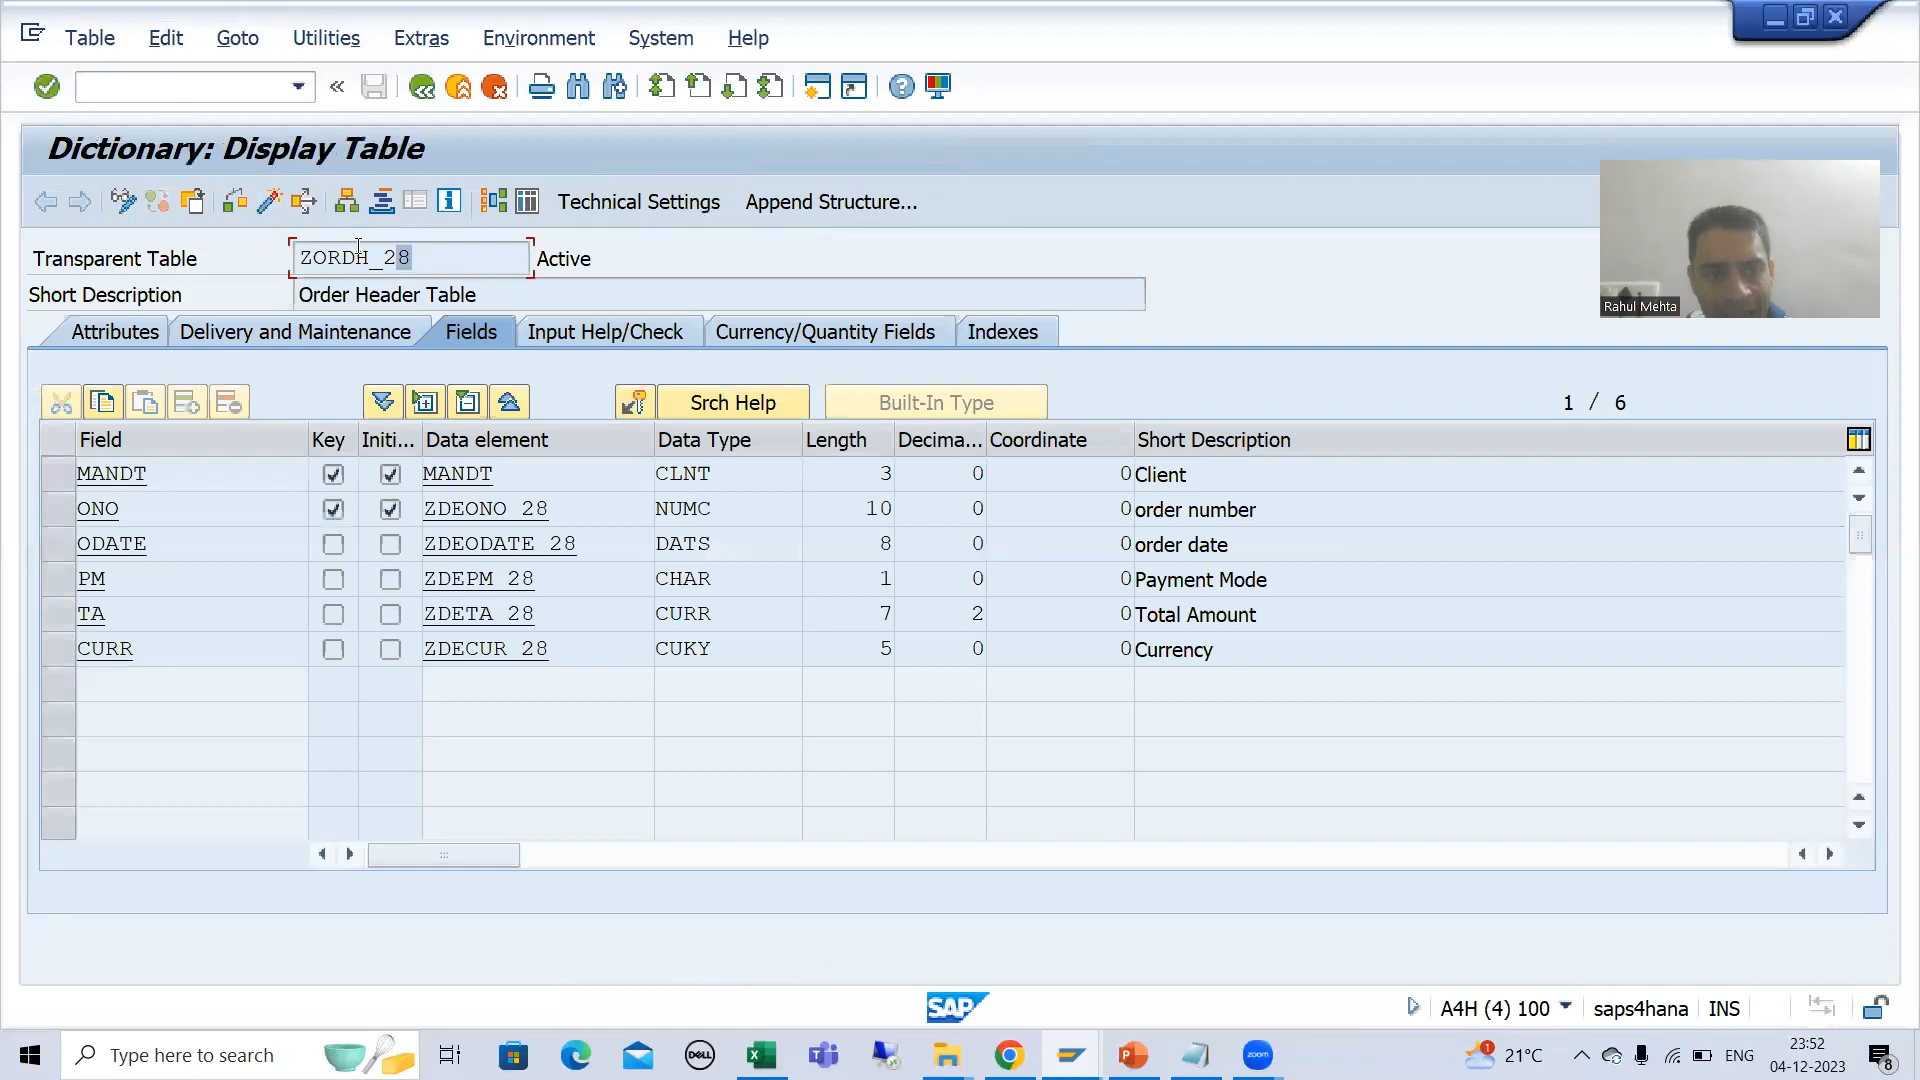 Table Edit Goto Utilities Extras Environment System Help
Dictionary: Display Table
Technical Settings Append Structure...
Transparent Table ZORDH_28 Active
Short Description Order Header Table
Rahul Mehta
Attributes Delivery and Maintenance Fields Input Help/Check Currency/Quantity Fields Indexes
Srch Help Built-In Type 1 / 6
Field Key Initi... Data element Data Type Length Decima... Coordinate Short Description
MANDT MANDT CLNT 3 0 0 Client
ONO ZDEONO_28 NUMC 10 0 0 order number
ODATE ZDEODATE_28 DATS 8 0 0 order date
PM ZDEPM_28 CHAR 1 0 0 Payment Mode
TA ZDETA_28 CURR 7 2 0 Total Amount
CURR ZDECUR_28 CUKY 5 0 0 Currency
SAP
A4H (4) 100 saps4hana INS
Type here to search DELL zoom 1 21°C ENG 23:52
04-12-2023 8